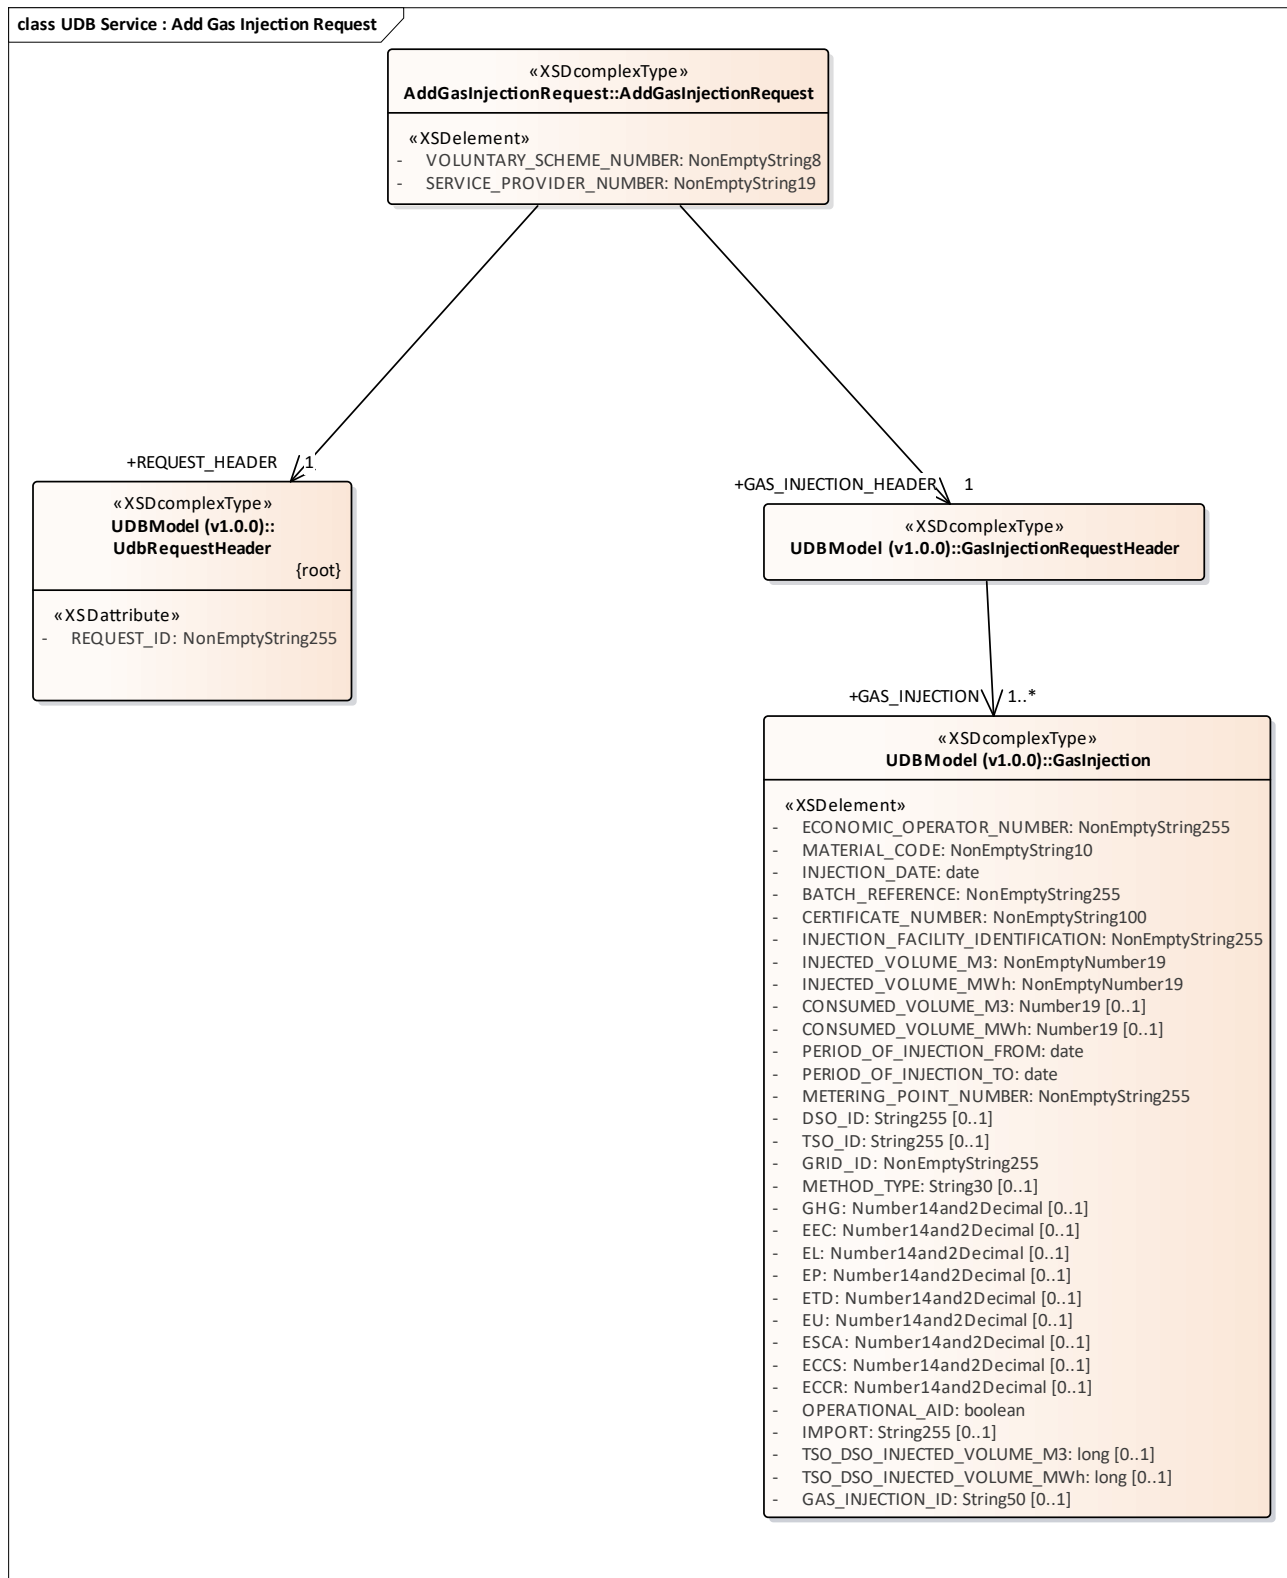 class UDB Service : Add Gas Injection Request
«XSDcomplexType»
AddGasInjectionRequest::AddGasInjectionRequest
«XSDelement»
- VOLUNTARY_SCHEME_NUMBER: NonEmptyString8
- SERVICE_PROVIDER_NUMBER: NonEmptyString19
+REQUEST_HEADER 1
«XSDcomplexType»
UDBModel (v1.0.0)::
UdbRequestHeader
{root}
«XSDattribute»
- REQUEST_ID: NonEmptyString255
+GAS_INJECTION_HEADER 1
«XSDcomplexType»
UDBModel (v1.0.0)::GasInjectionRequestHeader
+GAS_INJECTION 1..*
«XSDcomplexType»
UDBModel (v1.0.0)::GasInjection
«XSDelement»
- ECONOMIC_OPERATOR_NUMBER: NonEmptyString255
- MATERIAL_CODE: NonEmptyString10
- INJECTION_DATE: date
- BATCH_REFERENCE: NonEmptyString255
- CERTIFICATE_NUMBER: NonEmptyString100
- INJECTION_FACILITY_IDENTIFICATION: NonEmptyString255
- INJECTED_VOLUME_M3: NonEmptyNumber19
- INJECTED_VOLUME_MWh: NonEmptyNumber19
- CONSUMED_VOLUME_M3: Number19 [0..1]
- CONSUMED_VOLUME_MWh: Number19 [0..1]
- PERIOD_OF_INJECTION_FROM: date
- PERIOD_OF_INJECTION_TO: date
- METERING_POINT_NUMBER: NonEmptyString255
- DSO_ID: String255 [0..1]
- TSO_ID: String255 [0..1]
- GRID_ID: NonEmptyString255
- METHOD_TYPE: String30 [0..1]
- GHG: Number14and2Decimal [0..1]
- EEC: Number14and2Decimal [0..1]
- EL: Number14and2Decimal [0..1]
- EP: Number14and2Decimal [0..1]
- ETD: Number14and2Decimal [0..1]
- EU: Number14and2Decimal [0..1]
- ESCA: Number14and2Decimal [0..1]
- ECCS: Number14and2Decimal [0..1]
- ECCR: Number14and2Decimal [0..1]
- OPERATIONAL_AID: boolean
- IMPORT: String255 [0..1]
- TSO_DSO_INJECTED_VOLUME_M3: long [0..1]
- TSO_DSO_INJECTED_VOLUME_MWh: long [0..1]
- GAS_INJECTION_ID: String50 [0..1]